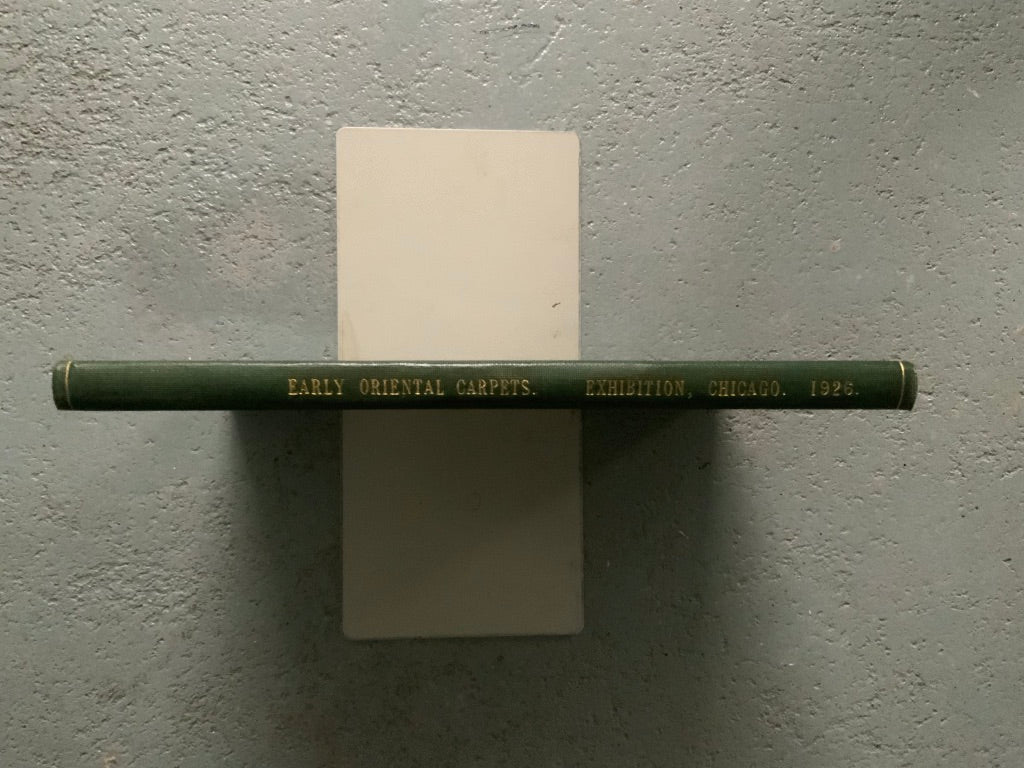 EARLY ORIENTAL CARPETS. EXHIBITION, CHICAGO. 1926.